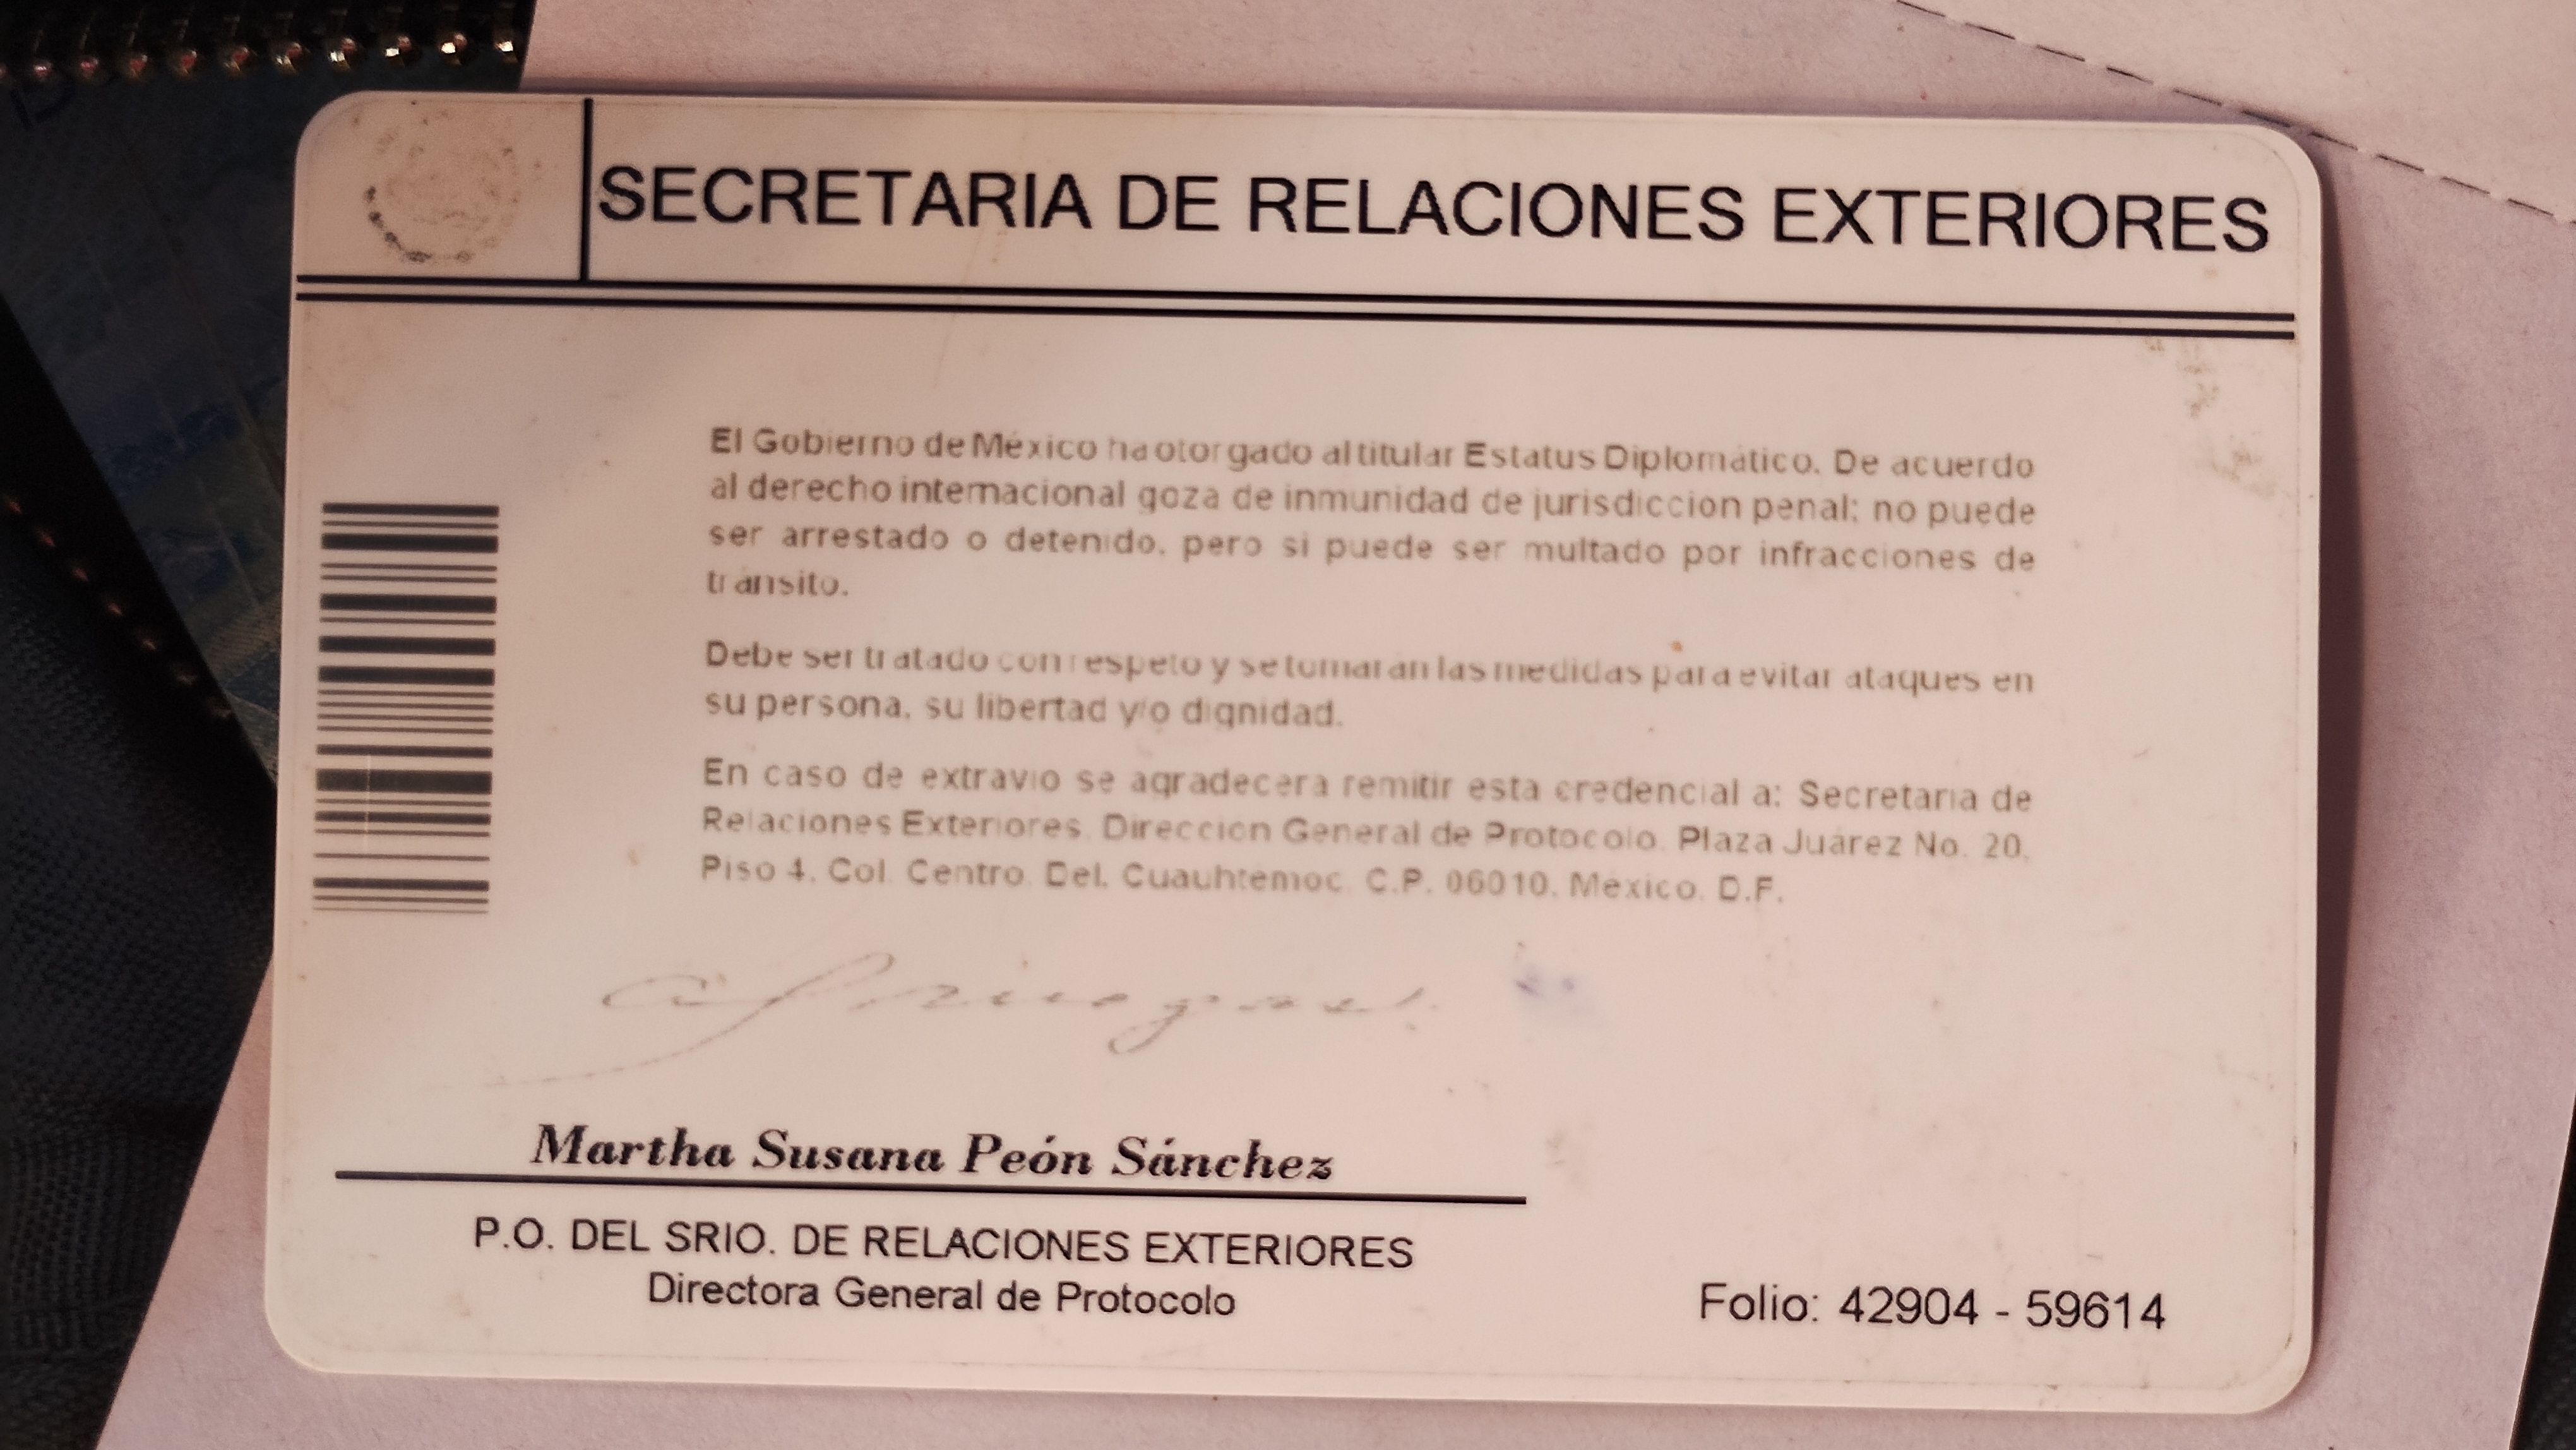 SECRETARIA DE RELACIONES EXTERIORES
El Gobierno de México ha otorgado al titular Estatus Diplomático. De acuerdo
al derecho internacional goza de inmunidad de jurisdiccion penal; no puede
ser arrestado o detenido, pero si puede ser multado por infracciones de
tránsito.
Debe ser tratado con respeto y se tomarán las medidas para evitar ataques en
su persona, su libertad y/o dignidad.
En caso de extravio se agradecera remitir esta credencial a: Secretaria de
Relaciones Exteriores. Direccion General de Protocolo. Plaza Juárez No. 20,
Piso 4. Col. Centro. Del. Cuauhtemoc. C.P. 06010. México. D.F.
Martha Susana Peón Sánchez
P.O. DEL SRIO. DE RELACIONES EXTERIORES
Directora General de Protocolo
Folio: 42904 - 59614